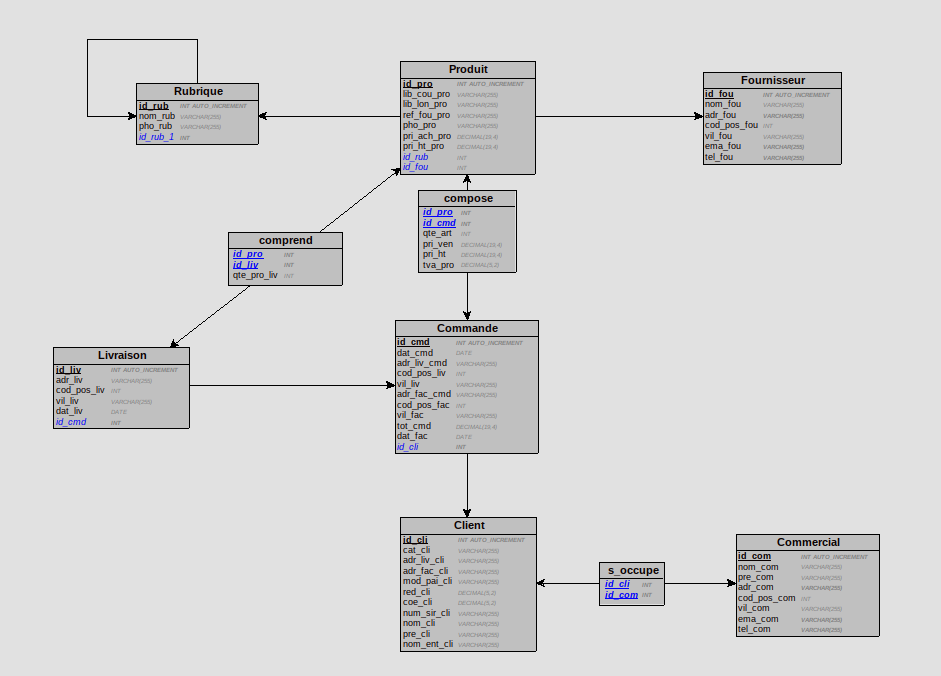 Rubrique
id_rub INT AUTO_INCREMENT
nom_rub VARCHAR(255)
pho_rub VARCHAR(255)
id_rub_1 INT
Produit
id_pro INT AUTO_INCREMENT
lib_cou_pro VARCHAR(255)
lib_lon_pro VARCHAR(255)
ref_fou_pro VARCHAR(255)
pho_pro VARCHAR(255)
pri_ach_pro DECIMAL(19,4)
pri_ht_pro DECIMAL(19,4)
id_rub INT
id_fou INT
Fournisseur
id_fou INT AUTO_INCREMENT
nom_fou VARCHAR(255)
adr_fou VARCHAR(255)
cod_pos_fou INT
vil_fou VARCHAR(255)
ema_fou VARCHAR(255)
tel_fou VARCHAR(255)
compose
id_pro INT
id_cmd INT
qte_art INT
pri_ven DECIMAL(19,4)
pri_ht DECIMAL(19,4)
tva_pro DECIMAL(5,2)
comprend
id_pro INT
id_liv INT
qte_pro_liv INT
Livraison
id_liv INT AUTO_INCREMENT
adr_liv VARCHAR(255)
cod_pos_liv INT
vil_liv VARCHAR(255)
dat_liv DATE
id_cmd INT
Commande
id_cmd INT AUTO_INCREMENT
dat_cmd DATE
adr_liv_cmd VARCHAR(255)
cod_pos_liv INT
vil_liv VARCHAR(255)
adr_fac_cmd VARCHAR(255)
cod_pos_fac INT
vil_fac VARCHAR(255)
tot_cmd DECIMAL(19,4)
dat_fac DATE
id_cli INT
Client
id_cli INT AUTO_INCREMENT
cat_cli VARCHAR(255)
adr_liv_cli VARCHAR(255)
adr_fac_cli VARCHAR(255)
mod_pai_cli VARCHAR(255)
red_cli DECIMAL(5,2)
coe_cli DECIMAL(5,2)
num_sir_cli VARCHAR(255)
nom_cli VARCHAR(255)
pre_cli VARCHAR(255)
nom_ent_cli VARCHAR(255)
s_occupe
id_cli INT
id_com INT
Commercial
id_com INT AUTO_INCREMENT
nom_com VARCHAR(255)
pre_com VARCHAR(255)
adr_com VARCHAR(255)
cod_pos_com INT
vil_com VARCHAR(255)
ema_com VARCHAR(255)
tel_com VARCHAR(255)